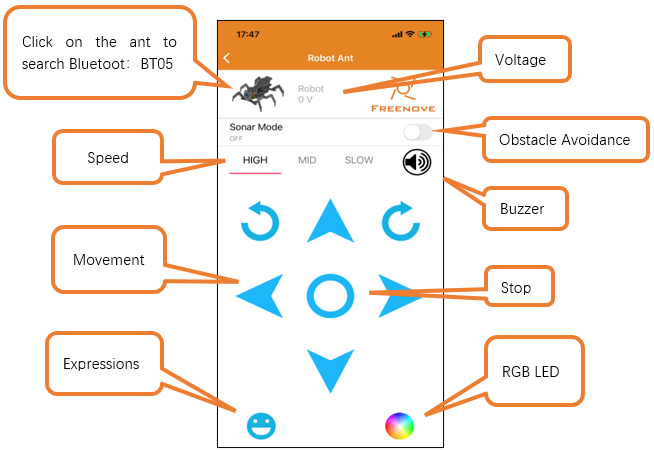 Click on the ant to
search Bluetoot: BT05
17:47
Robot Ant
Voltage
Robot
0 V
FREENOVE
Sonar Mode
OFF
Obstacle Avoidance
Speed
HIGH MID SLOW
Buzzer
Movement
Stop
Expressions
RGB LED